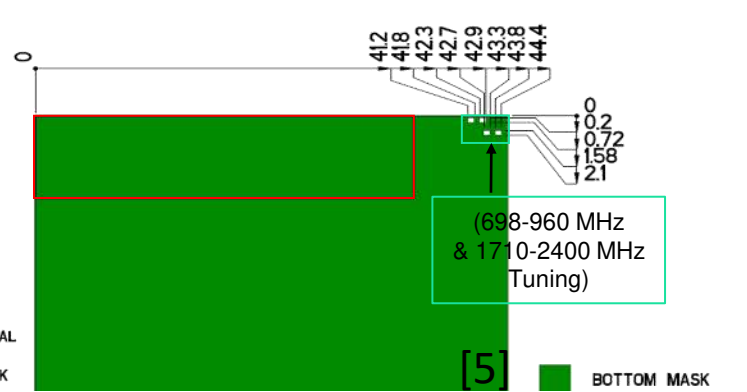 0
41.2
41.8
42.3
42.7
42.9
43.3
43.8
44.4
0
0.2
0.72
1.58
2.1
(698-960 MHz
& 1710-2400 MHz
Tuning)
AL
K
[5]
BOTTOM MASK